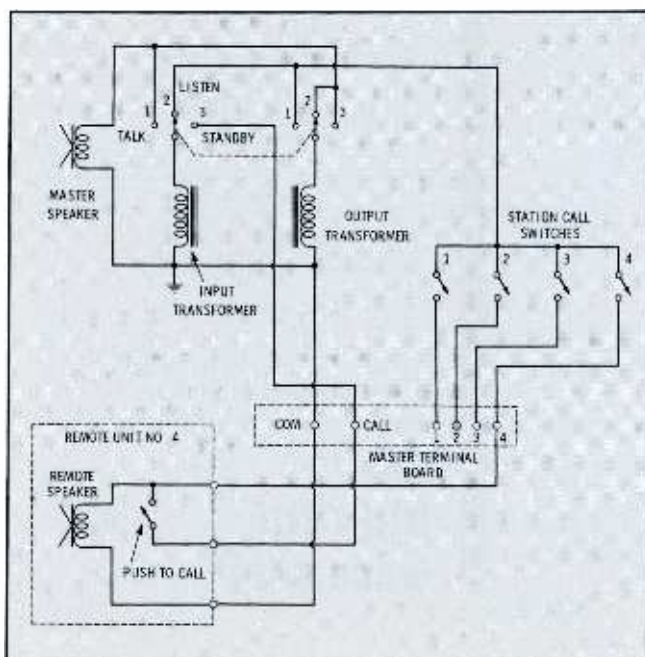 LISTEN
1
2
3
TALK
STANDBY
1
2
3
MASTER
SPEAKER
INPUT
TRANSFORMER
OUTPUT
TRANSFORMER
STATION CALL
SWITCHES
1
2
3
4
COM
CALL
1
2
3
4
MASTER TERMINAL
BOARD
REMOTE UNIT NO 4
REMOTE
SPEAKER
PUSH TO CALL